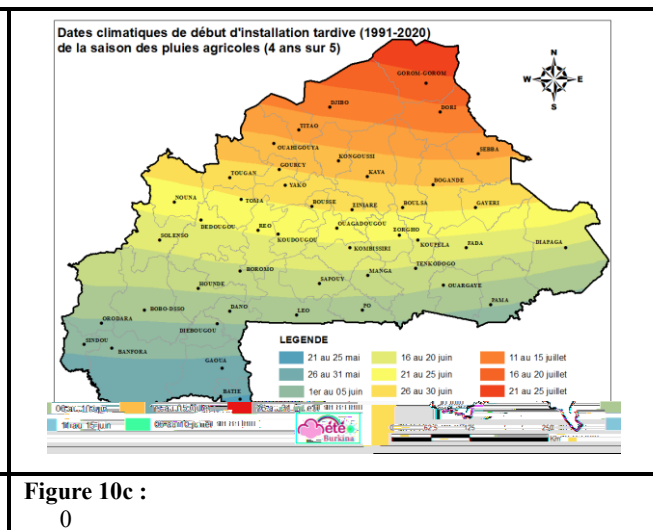 Dates climatiques de début d'installation tardive (1991-2020)
de la saison des pluies agricoles (4 ans sur 5)
N
W E
S
GOROM-GOROM
DJIBO
DORI
TITAO
OUAHIGOUYA
SEBBA
KONGOUSSI
GOURCY
TOUGAN
KAYA
YAKO
BOGANDE
NOUNA
TOMA
BOUSSE
ZINIARE
BOULSA
GAYERI
DEDOUGOU
REO
OUAGADOUGOU
ZORGHO
SOLENZO
KOUDOUGOU
KOMBISSIRI
KOUPELA
FADA
DIAPAGA
BOROMO
MANGA
TENKODOGO
HOUNDE
SAPOUY
OUARGAYE
BOBO-DISO
DANO
LEO
PO
PAMA
ORODARA
DIEBOUGOU
SINDOU
BANFORA
GAOUA
BATIE
LEGENDE
21 au 25 mai
16 au 20 juin
11 au 15 juillet
26 au 31 mai
21 au 25 juin
16 au 20 juillet
1er au 05 juin
26 au 30 juin
21 au 25 juillet
été
Burkina
Figure 10c :
0